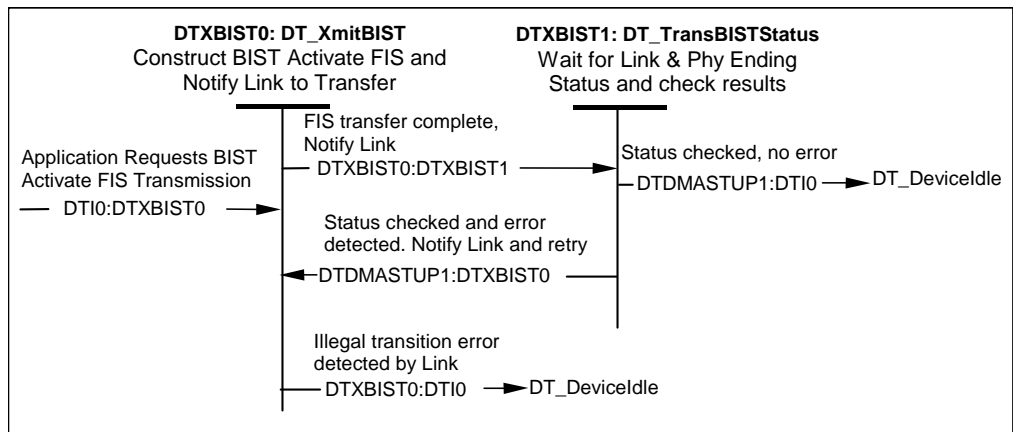 DTXBIST0: DT_XmitBIST
Construct BIST Activate FIS and
Notify Link to Transfer
DTXBIST1: DT_TransBISTStatus
Wait for Link & Phy Ending
Status and check results
FIS transfer complete,
Notify Link
DTXBIST0:DTXBIST1
Application Requests BIST
Activate FIS Transmission
DTI0:DTXBIST0
Status checked, no error
DTDMASTUP1:DTI0
DT_DeviceIdle
Status checked and error
detected. Notify Link and retry
DTDMASTUP1:DTXBIST0
Illegal transition error
detected by Link
DTXBIST0:DTI0
DT_DeviceIdle